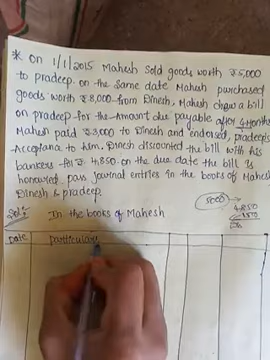 * On 1/1/2015 Mahesh Sold goods worth ₹5,000
to pradeep. on the same date Mahesh purchased
goods worth ₹8,000 from Dinesh. Mahesh drew a bill
on pradeep for the Amount due payable after 4 Months
Mahesh paid ₹3,000 to Dinesh and endorsed, pradeep's
Acceptance to him. Dinesh discounted the bill with his
bankers for ₹ 4,850. on the due date the bill is
honoured. pass journal entries in the books of Mahesh
Dinesh & pradeep.
5000
4850
In the books of Mahesh
Date particular